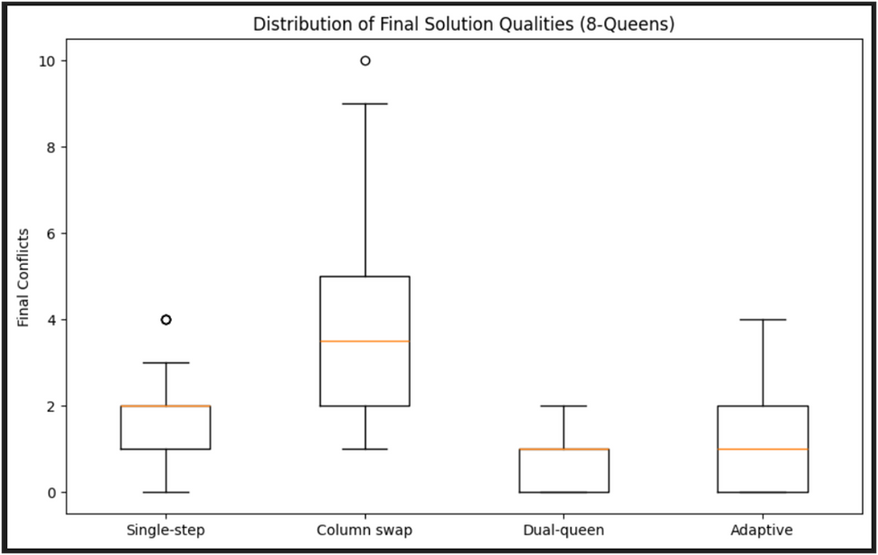 Distribution of Final Solution Qualities (8-Queens)
Final Conflicts
10
8
6
4
2
0
Single-step
Column swap
Dual-queen
Adaptive